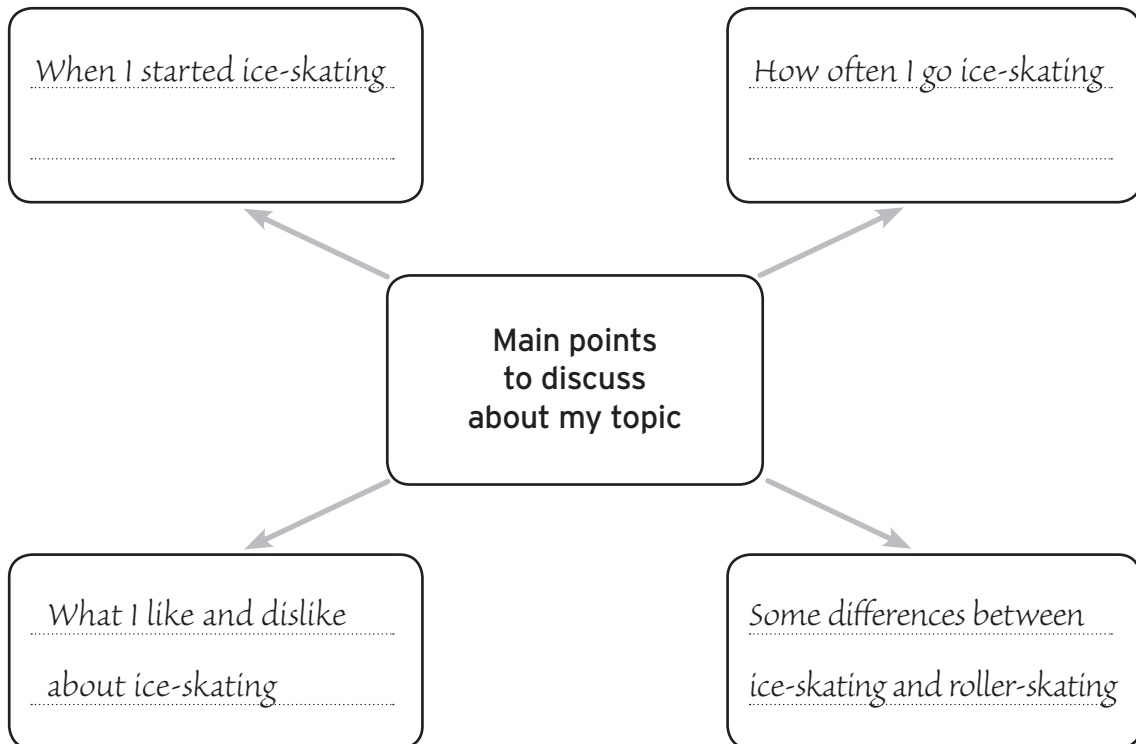 When I started ice-skating
How often I go ice-skating
Main points
to discuss
about my topic
What I like and dislike
about ice-skating
Some differences between
ice-skating and roller-skating